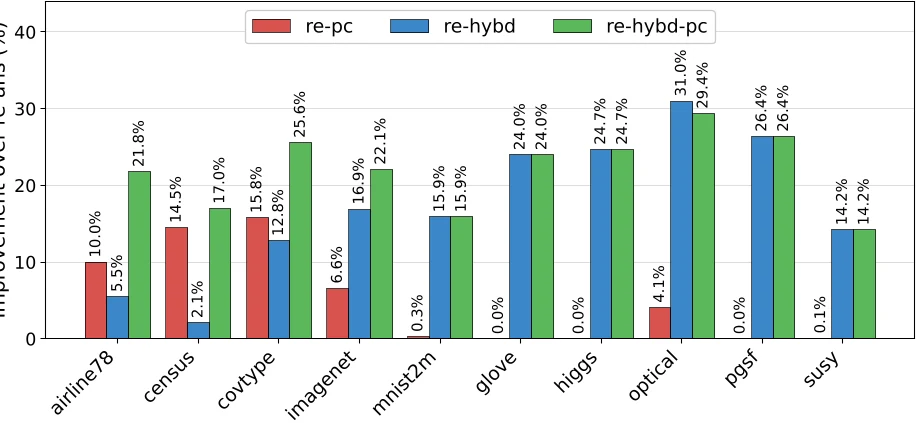 improvement over re-ans (%)
re-pc re-hybd re-hybd-pc
40
30
20
10
0
10.0% 5.5% 21.8%
14.5% 2.1% 17.0%
15.8% 12.8% 25.6%
6.6% 16.9% 22.1%
0.3% 15.9% 15.9%
0.0% 24.0% 24.0%
0.0% 24.7% 24.7%
4.1% 31.0% 29.4%
0.0% 26.4% 26.4%
0.1% 14.2% 14.2%
airline78 census covtype imagenet mnist2m glove higgs optical pgsf susy